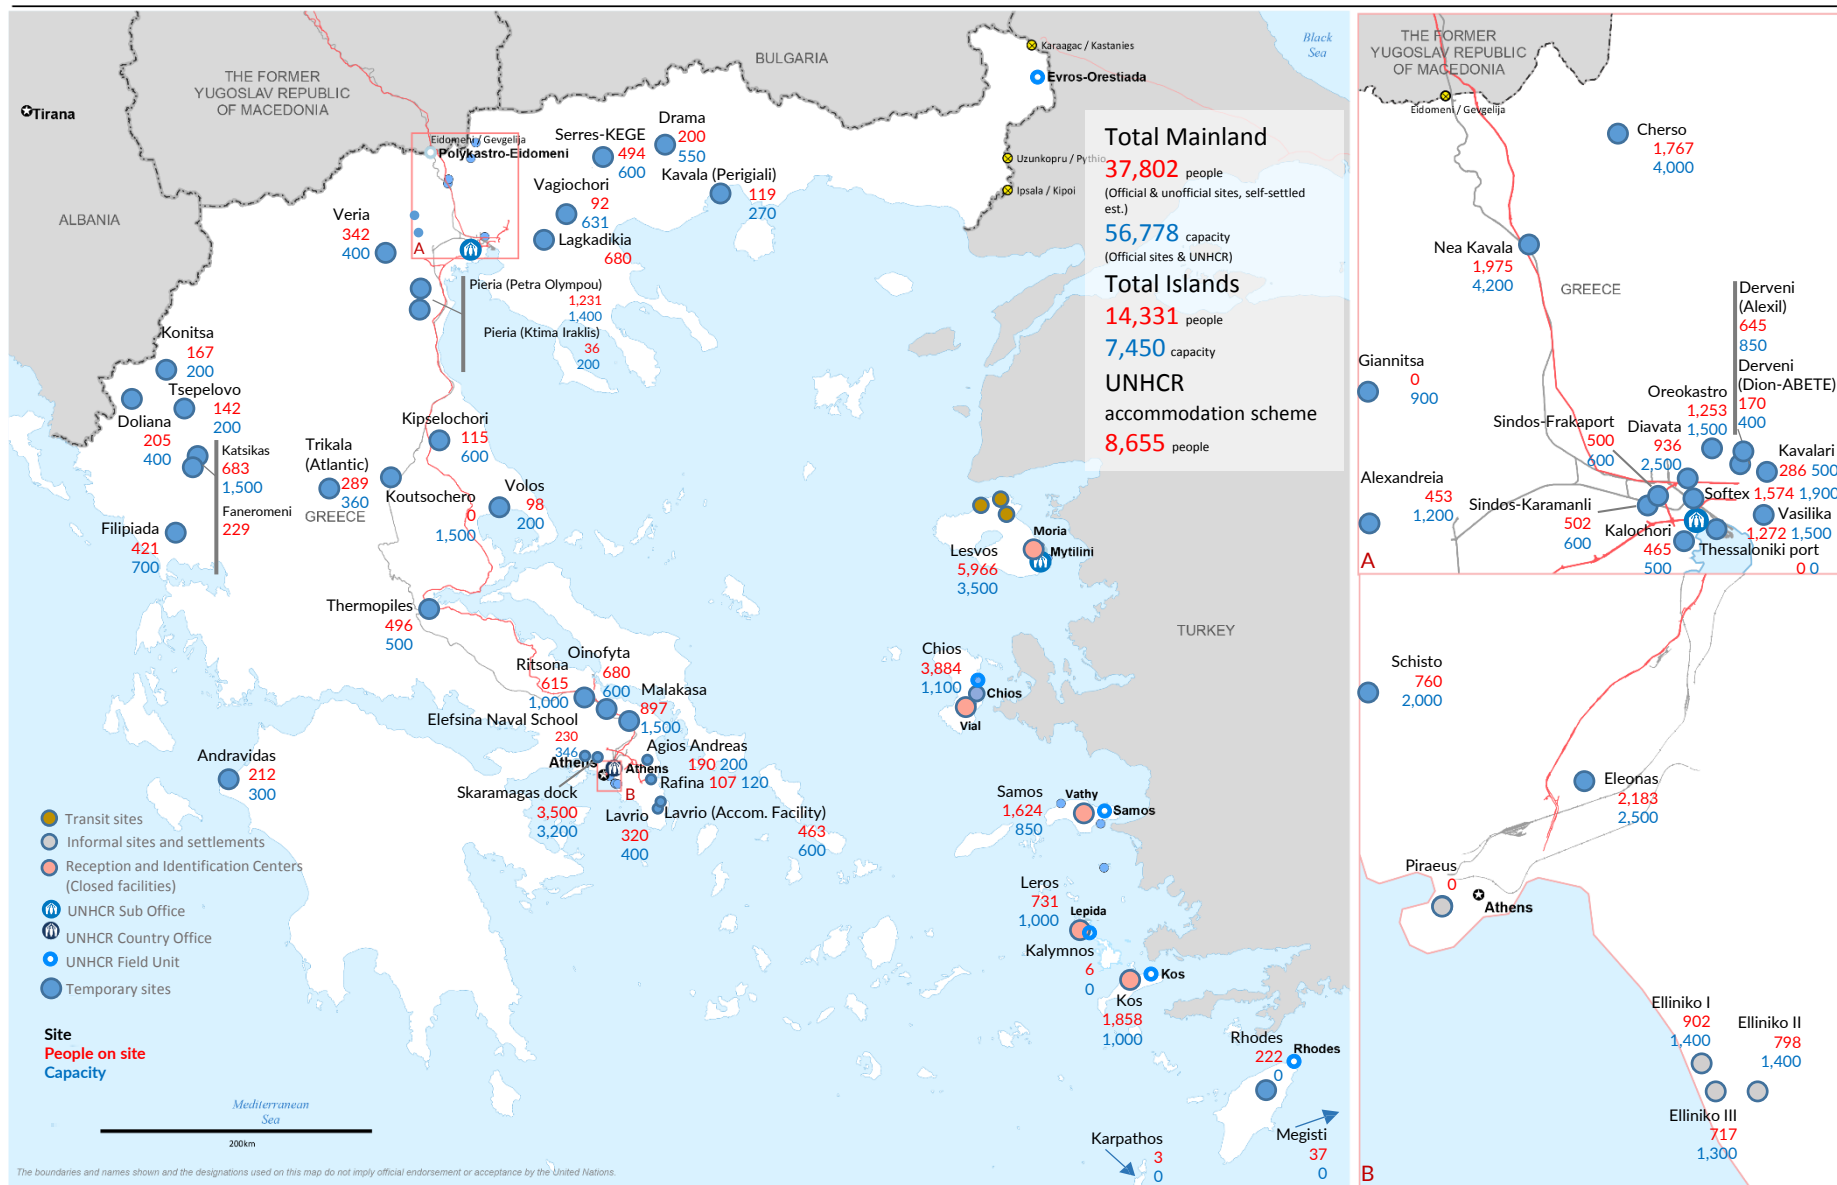 THE FORMER
YUGOSLAV REPUBLIC
OF MACEDONIA
BULGARIA
Black
Sea
Karaagac / Kastanies
Evros-Orestiada
Tirana
ALBANIA
Eidomeni / Gevgelija
Polykastro-Eidomeni
Serres-KEGE
494
600
Drama
200
550
Kavala (Perigiali)
119
270
Vagiochori
92
631
Lagkadikia
680
Uzunkopru / Pythio
Ipsala / Kipoi
Veria
342
400
A
Pieria (Petra Olympou)
1,231
1,400
Pieria (Ktima Iraklis)
36
200
Total Mainland
37,802 people
(Official & unofficial sites, self-settled
est.)
56,778 capacity
(Official sites & UNHCR)
Total Islands
14,331 people
7,450 capacity
UNHCR
accommodation scheme
8,655 people
Konitsa
167
200
Tsepelovo
142
200
Doliana
205
400
Katsikas
683
1,500
Faneromeni
229
Filipiada
421
700
Trikala
(Atlantic)
289
360
GREECE
Kipselochori
115
600
Koutsochero
0
1,500
Volos
98
200
Thermopiles
496
500
Ritsona
615
1,000
Oinofyta
680
600
Malakasa
897
1,500
Elefsina Naval School
230
346
Athens
Athens
B
Agios Andreas
190 200
Rafina 107 120
Skaramagas dock
3,500
3,200
Lavrio
320
400
Lavrio (Accom. Facility)
463
600
Andravidas
212
300
Moria
Mytilini
Lesvos
5,966
3,500
TURKEY
Chios
3,884
1,100
Chios
Vial
Samos
1,624
850
Vathy
Samos
Leros
731
1,000
Lepida
Kalymnos
6
0
Kos
Kos
1,858
1,000
Rhodes
222
0
Rhodes
Karpathos
3
0
Megisti
37
0
Transit sites
Informal sites and settlements
Reception and Identification Centers
(Closed facilities)
UNHCR Sub Office
UNHCR Country Office
UNHCR Field Unit
Temporary sites
Site
People on site
Capacity
Mediterranean
Sea
200km
The boundaries and names shown and the designations used on this map do not imply official endorsement or acceptance by the United Nations.
THE FORMER
YUGOSLAV REPUBLIC
OF MACEDONIA
Eidomeni / Gevgelija
Cherso
1,767
4,000
Nea Kavala
1,975
4,200
GREECE
Derveni
(Alexil)
645
850
Derveni
(Dion-ABETE)
170
400
Giannitsa
0
900
Oreokastro
1,253
1,500
Sindos-Frakaport
500
600
Diavata
936
2,500
Kavalari
286 500
Alexandreia
453
1,200
Softex 1,574 1,900
Sindos-Karamanli
502
600
Vasilika
1,272 1,500
Kalochori
465
500
Thessaloniki port
0 0
A
Schisto
760
2,000
Eleonas
2,183
2,500
Piraeus
0
Athens
Elliniko I
902
1,400
Elliniko II
798
1,400
Elliniko III
717
1,300
B